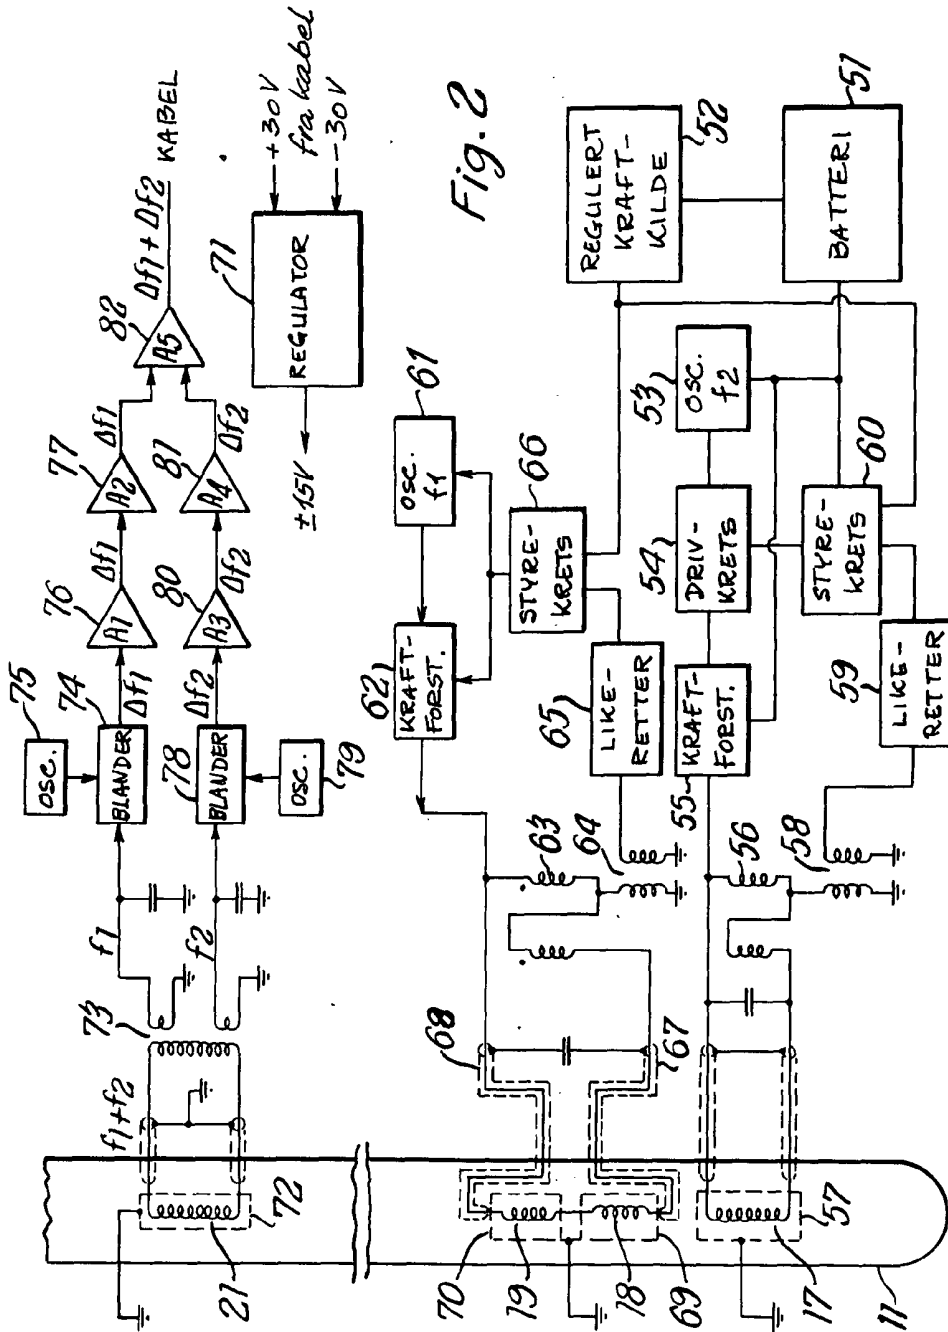 75
OSC.
74
BLANDER
Δf1
76
A1
Δf1
77
A2
Δf1
82
A5
Δf1 + Δf2
KABEL
f1
f2
73
f1+f2
72
21
78
BLANDER
Δf2
OSC.
79
80
A3
Δf2
81
A4
Δf2
71
REGULATOR
+30V
fra kabel
-30V
±15V
Fig. 2
61
OSC.
f1
62
KRAFT-
FORST.
66
STYRE-
KRETS
65
LIKE-
RETTER
63
64
68
67
70
19
18
69
REGULERT
KRAFT-
KILDE
52
BATTERI
51
53
OSC.
f2
54
DRIV-
KRETS
55
KRAFT-
FORST.
60
STYRE-
KRETS
59
LIKE-
RETTER
56
58
57
17
11